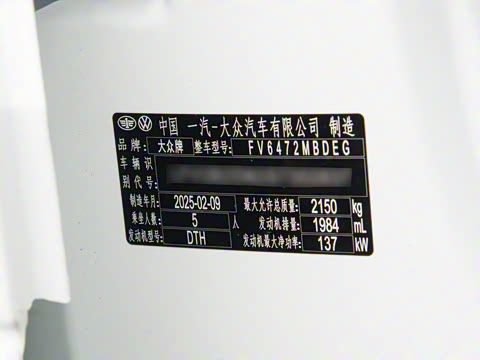 中国 一汽-大众汽车有限公司 制造
品牌: 大众牌 整车型号: FV6472MBDEG
车辆识
别代号:
制造年月: 2025-02-09 最大允许总质量: 2150 kg
乘坐人数: 5 人 发动机排量: 1984 mL
发动机型号: DTH 发动机最大净功率: 137 kW